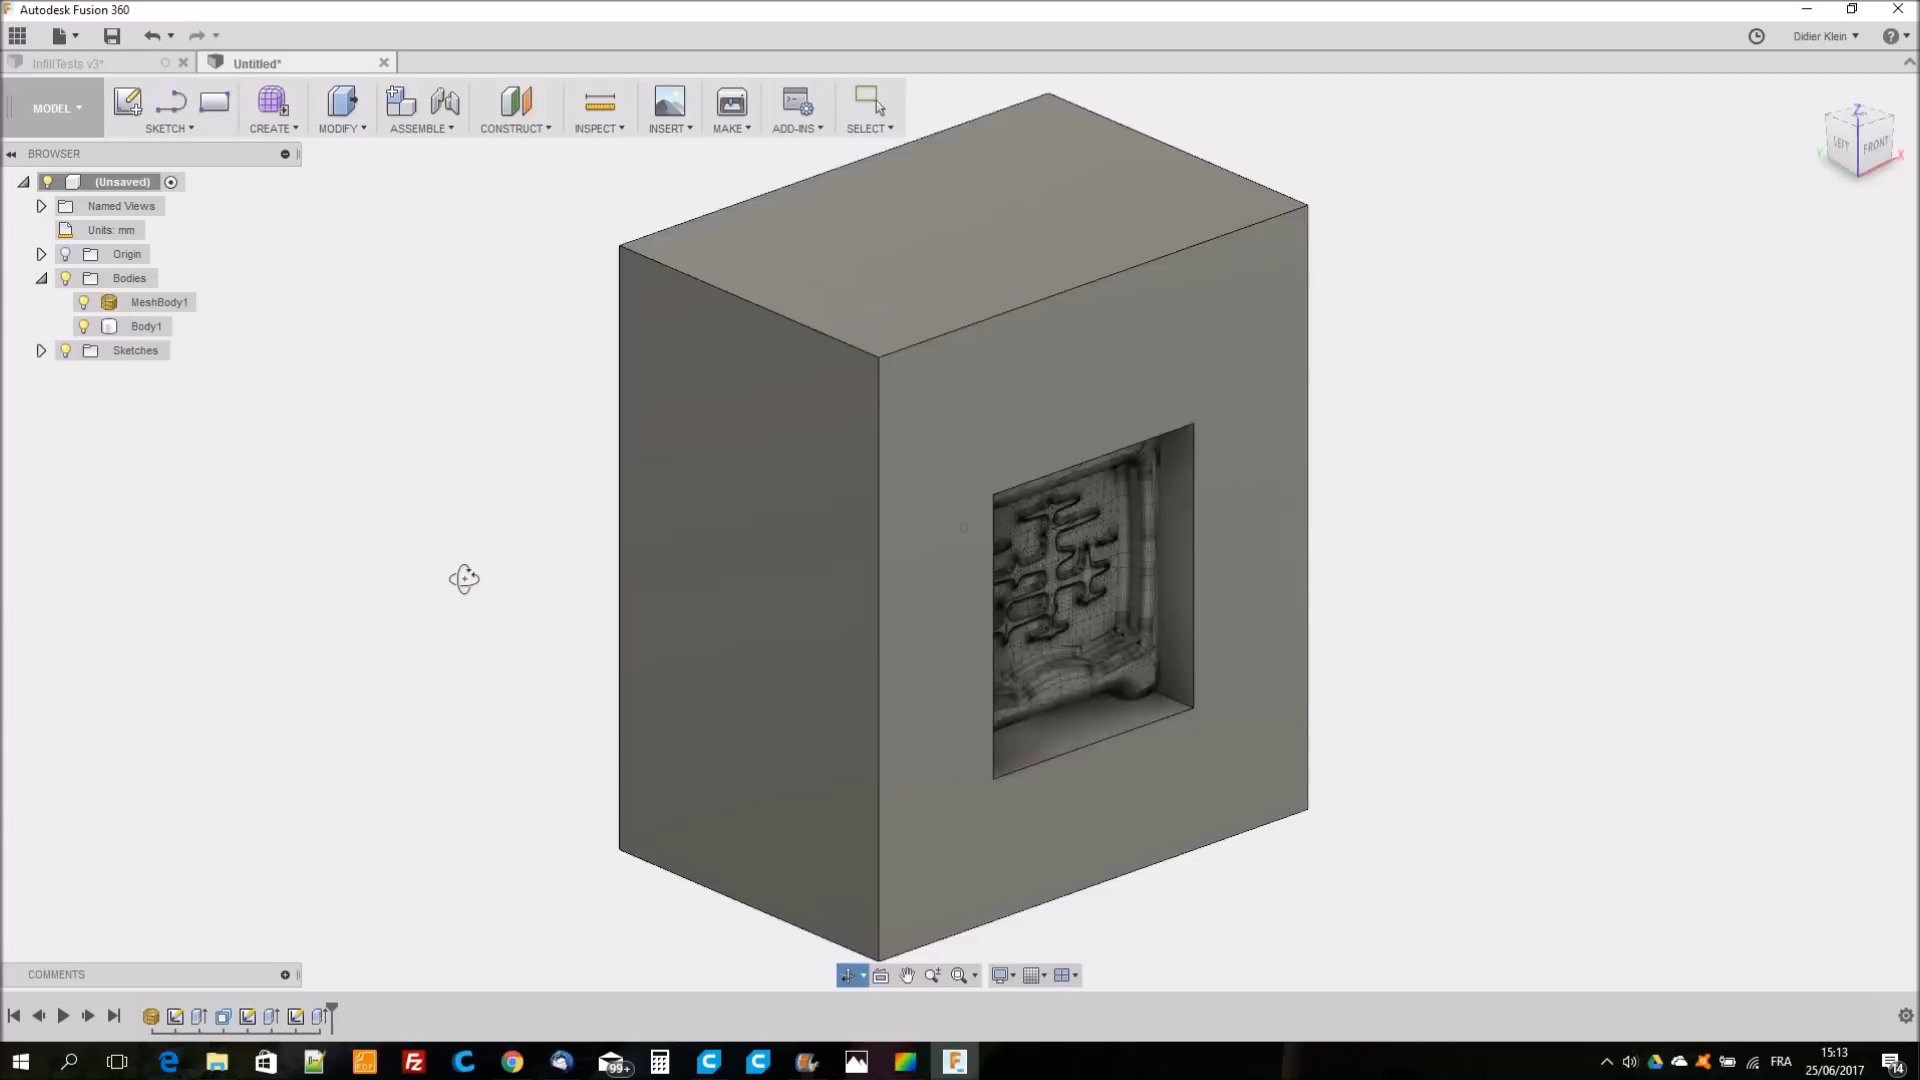 Autodesk Fusion 360
Didier Klein
InfillTests v3*
Untitled*
MODEL
SKETCH
CREATE
MODIFY
ASSEMBLE
CONSTRUCT
INSPECT
INSERT
MAKE
ADD-INS
SELECT
BROWSER
(Unsaved)
Named Views
Units: mm
Origin
Bodies
MeshBody1
Body1
Sketches
Z
LEFT
FRONT
Y
X
COMMENTS
99+
FRA
15:13
25/06/2017
14